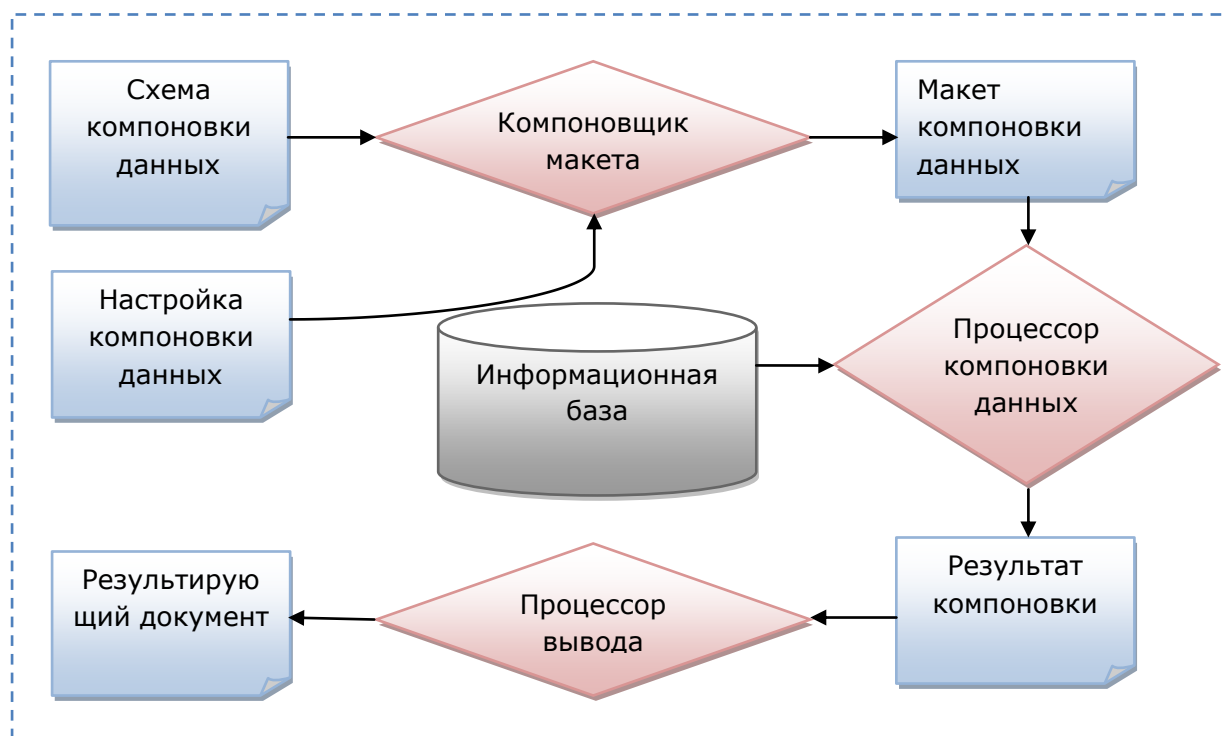 Схема
компоновки
данных
Компоновщик
макета
Макет
компоновки
данных
Настройка
компоновки
данных
Информационная
база
Процессор
компоновки
данных
Результирую
щий документ
Процессор
вывода
Результат
компоновки